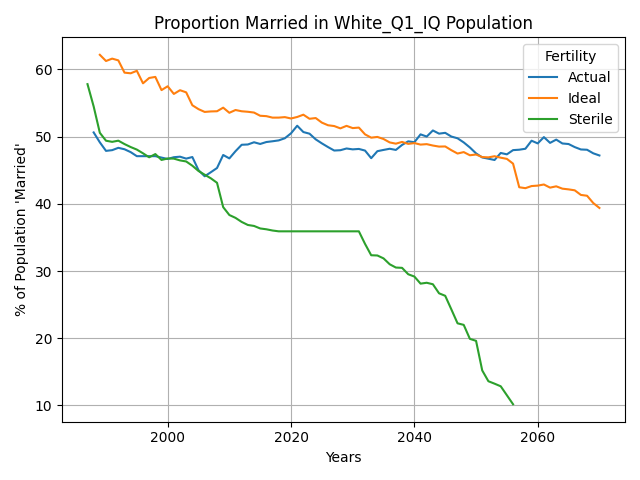 Proportion Married in White_Q1_IQ Population
% of Population 'Married'
60
50
40
30
20
10
Fertility
Actual
Ideal
Sterile
2000
2020
2040
2060
Years